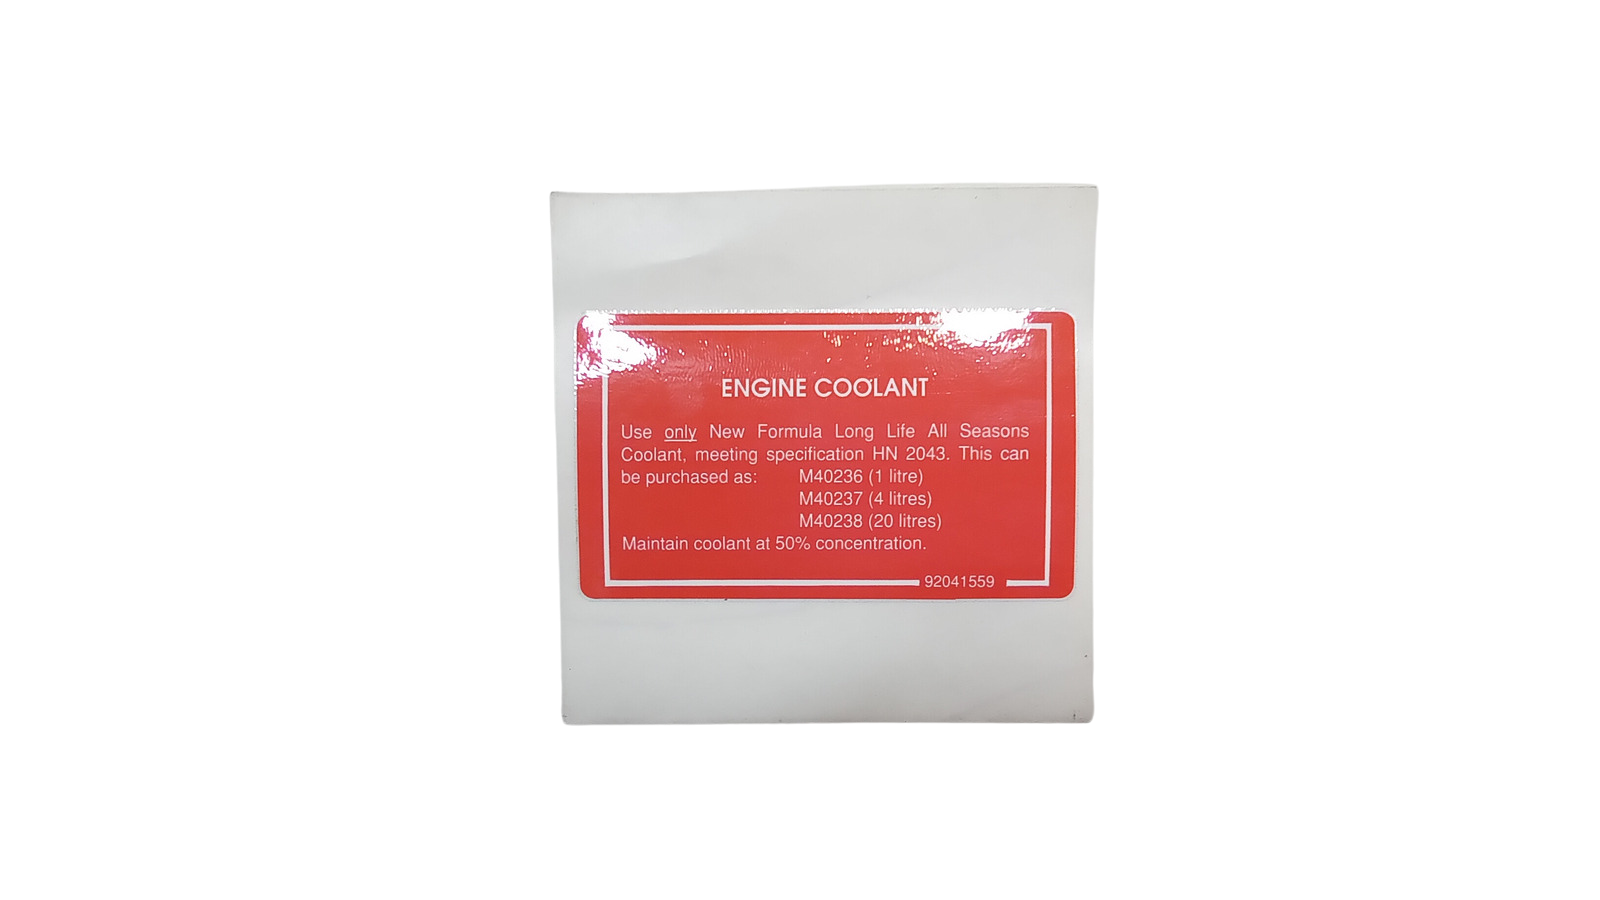 ENGINE COOLANT
Use only New Formula Long Life All Seasons
Coolant, meeting specification HN 2043. This can
be purchased as: M40236 (1 litre)
M40237 (4 litres)
M40238 (20 litres)
Maintain coolant at 50% concentration.
92041559